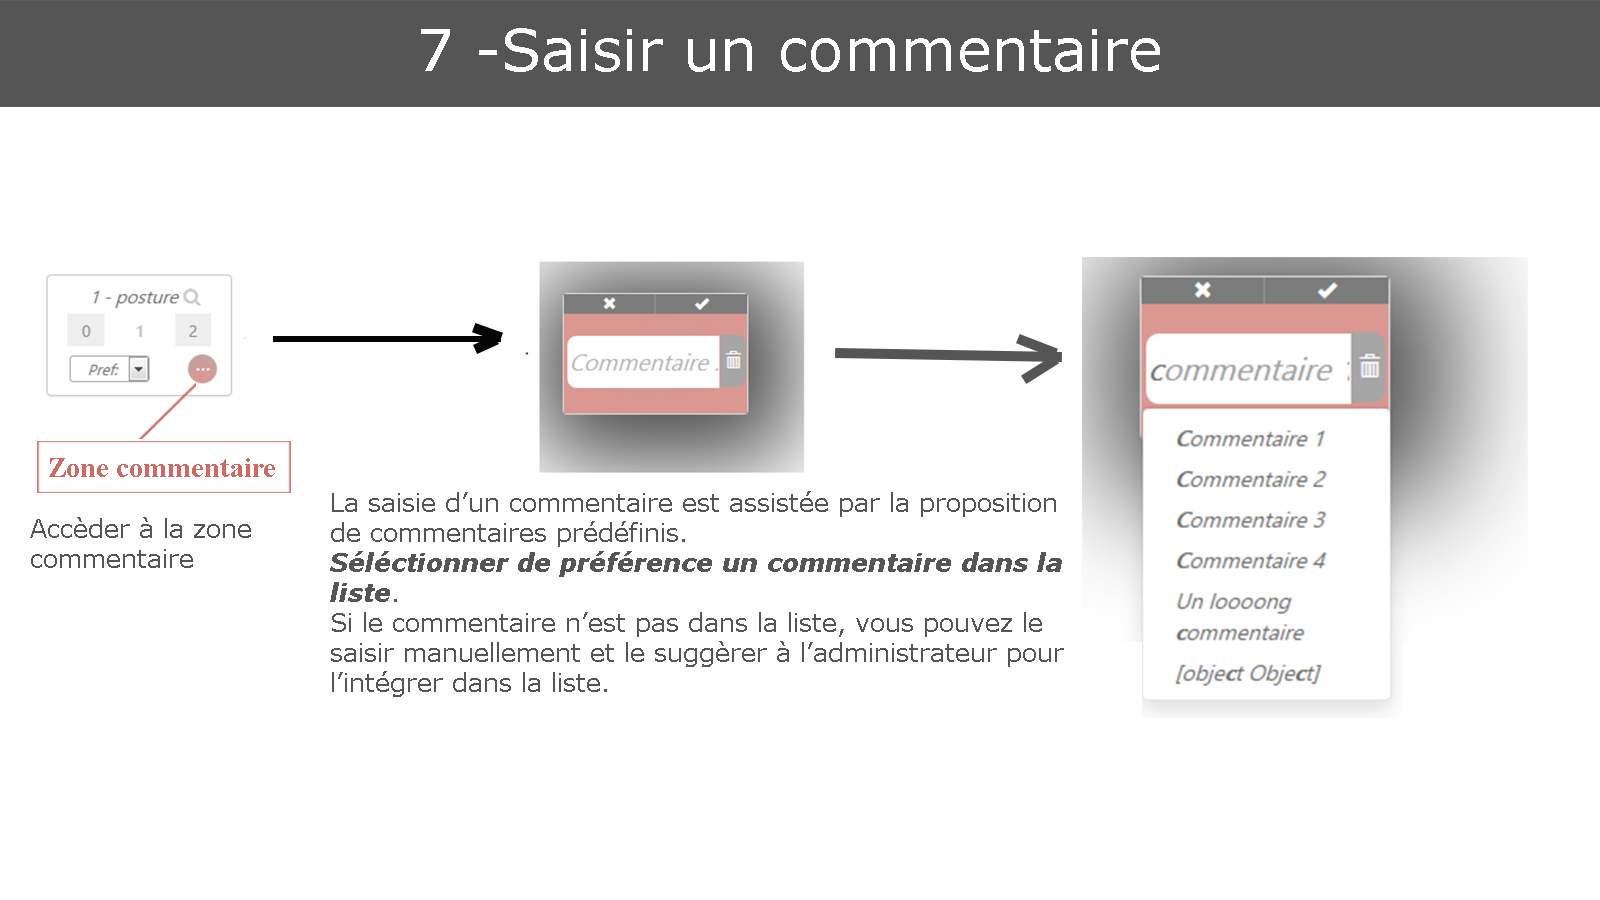 7 -Saisir un commentaire
1 - posture
0 1 2
Pref:
Zone commentaire
Accèder à la zone
commentaire
Commentaire .
La saisie d’un commentaire est assistée par la proposition
de commentaires prédéfinis.
Séléctionner de préférence un commentaire dans la
liste.
Si le commentaire n’est pas dans la liste, vous pouvez le
saisir manuellement et le suggèrer à l’administrateur pour
l’intégrer dans la liste.
commentaire
Commentaire 1
Commentaire 2
Commentaire 3
Commentaire 4
Un loooong
commentaire
[object Object]